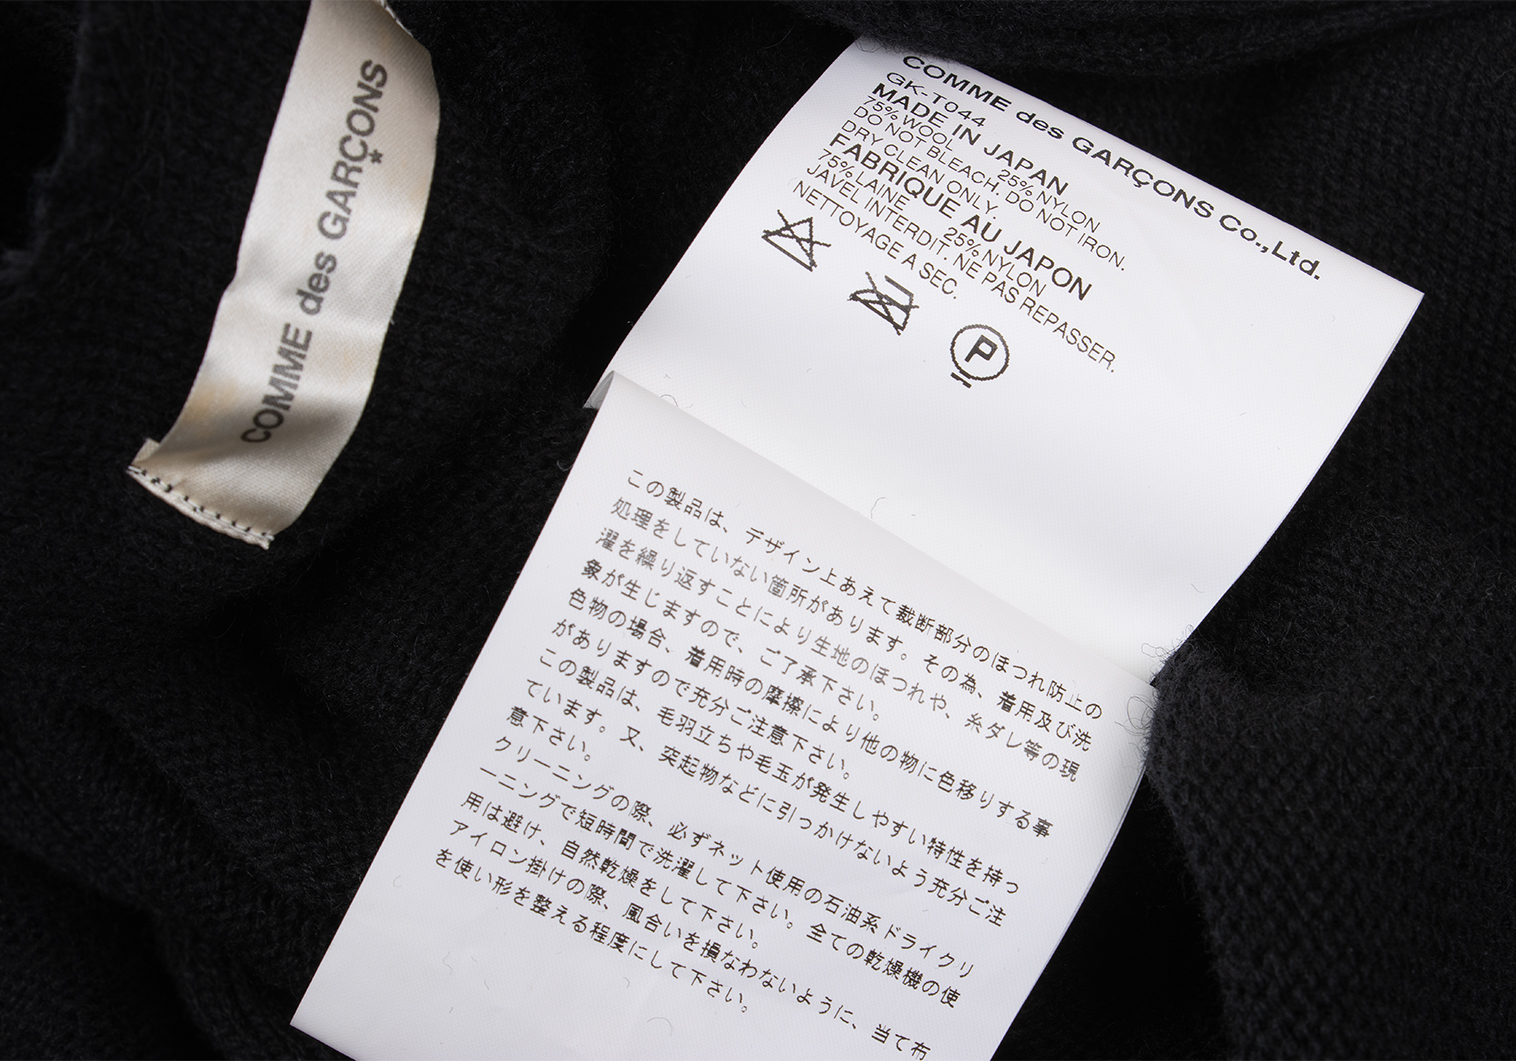 COMME des GARÇONS
*
COMME des GARÇONS Co.,Ltd.
GK-T044
MADE IN JAPAN
75% WOOL 25% NYLON
DO NOT BLEACH. DO NOT IRON.
DRY CLEAN ONLY.
FABRIQUE AU JAPON
75% LAINE 25% NYLON
JAVEL INTERDIT. NE PAS REPASSER.
NETTOYAGE A SEC.
P
この製品は、デザイン上あえて裁断部分のほつれ防止の
処理をしていない箇所があります。その為、着用及び洗
濯を繰り返すことにより生地のほつれや、糸ダレ等の現
象が生じますので、ご了承下さい。
色物の場合、着用時の摩擦により他の物に色移りする事
がありますので充分ご注意下さい。
この製品は、毛羽立ちや毛玉が発生しやすい特性を持っ
ています。又、突起物などに引っかけないよう充分ご注
意下さい。
クリーニングの際、必ずネット使用の石油系ドライクリ
ーニングで短時間で洗濯して下さい。全ての乾燥機の使
用は避け、自然乾燥をして下さい。
アイロン掛けの際、風合いを損なわないように、当て布
を使い形を整える程度にして下さい。